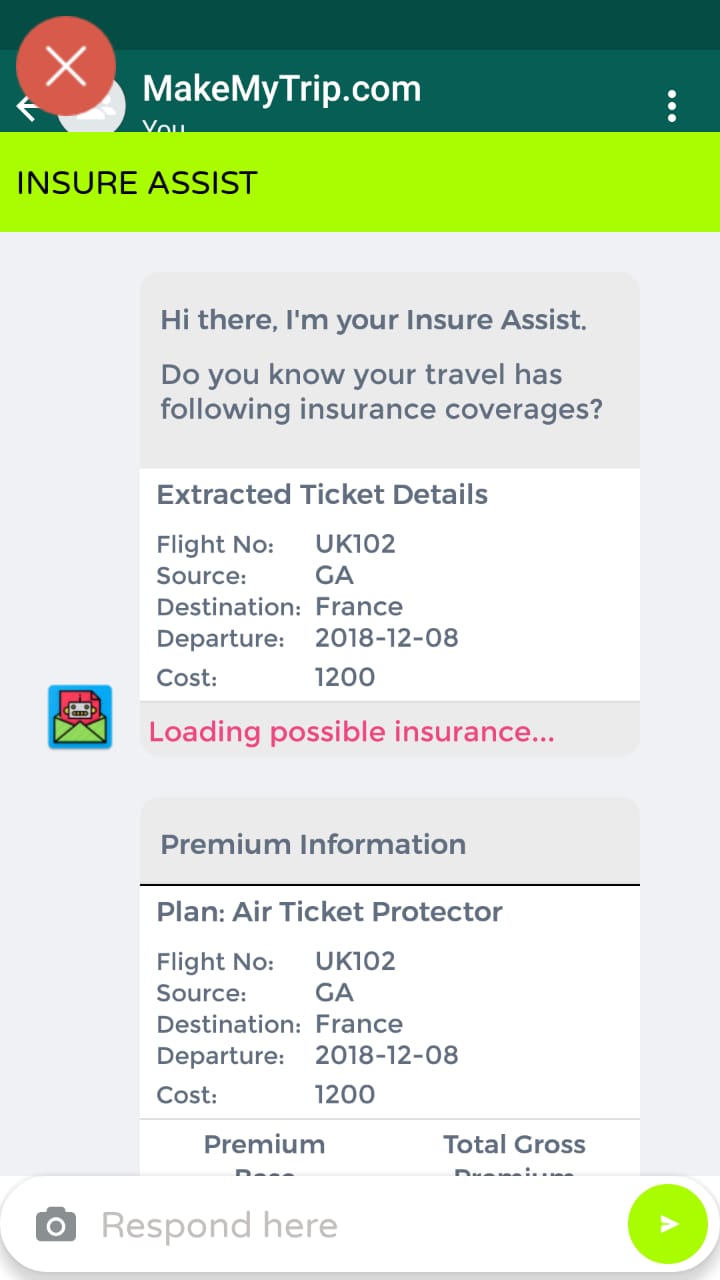 MakeMyTrip.com
You
INSURE ASSIST
Hi there, I'm your Insure Assist.
Do you know your travel has
following insurance coverages?
Extracted Ticket Details
Flight No: UK102
Source: GA
Destination: France
Departure: 2018-12-08
Cost: 1200
Loading possible insurance...
Premium Information
Plan: Air Ticket Protector
Flight No: UK102
Source: GA
Destination: France
Departure: 2018-12-08
Cost: 1200
Premium Total Gross
Base Premium
Respond here